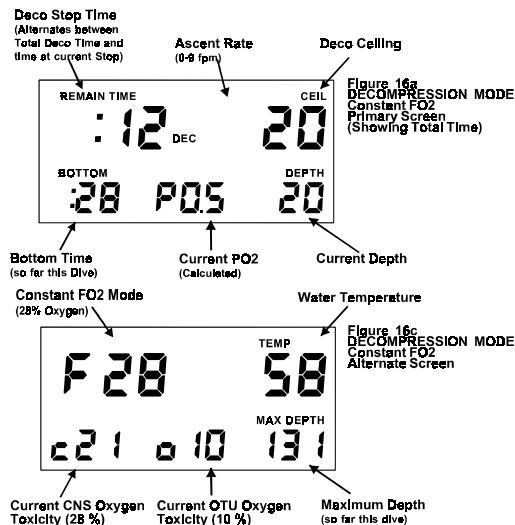 Deco Stop Time
(Alternates between
Total Deco Time and
time at current Stop)
Ascent Rate
(0-9 fpm)
Deco Ceiling
REMAIN TIME
CEIL
:12 DEC
20
BOTTOM
DEPTH
:28
PO.5
20
Figure 16a
DECOMPRESSION MODE
Constant FO2
Primary Screen
(Showing Total Time)
Bottom Time
(so far this Dive)
Current PO2
(Calculated)
Current Depth
Constant FO2 Mode
(28% Oxygen)
Water Temperature
TEMP
F 28
58
MAX DEPTH
c21
o 10
131
Figure 16c
DECOMPRESSION MODE
Constant FO2
Alternate Screen
Current CNS Oxygen
Toxicity (28 %)
Current OTU Oxygen
Toxicity (10 %)
Maximum Depth
(so far this dive)